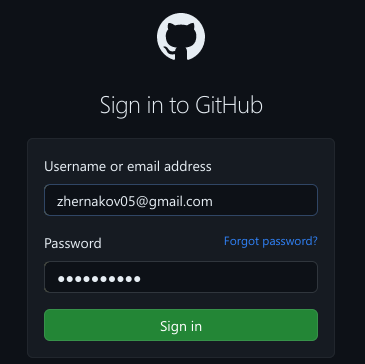 Sign in to GitHub
Username or email address
zhernakov05@gmail.com
Password Forgot password?
●●●●●●●●●●
Sign in